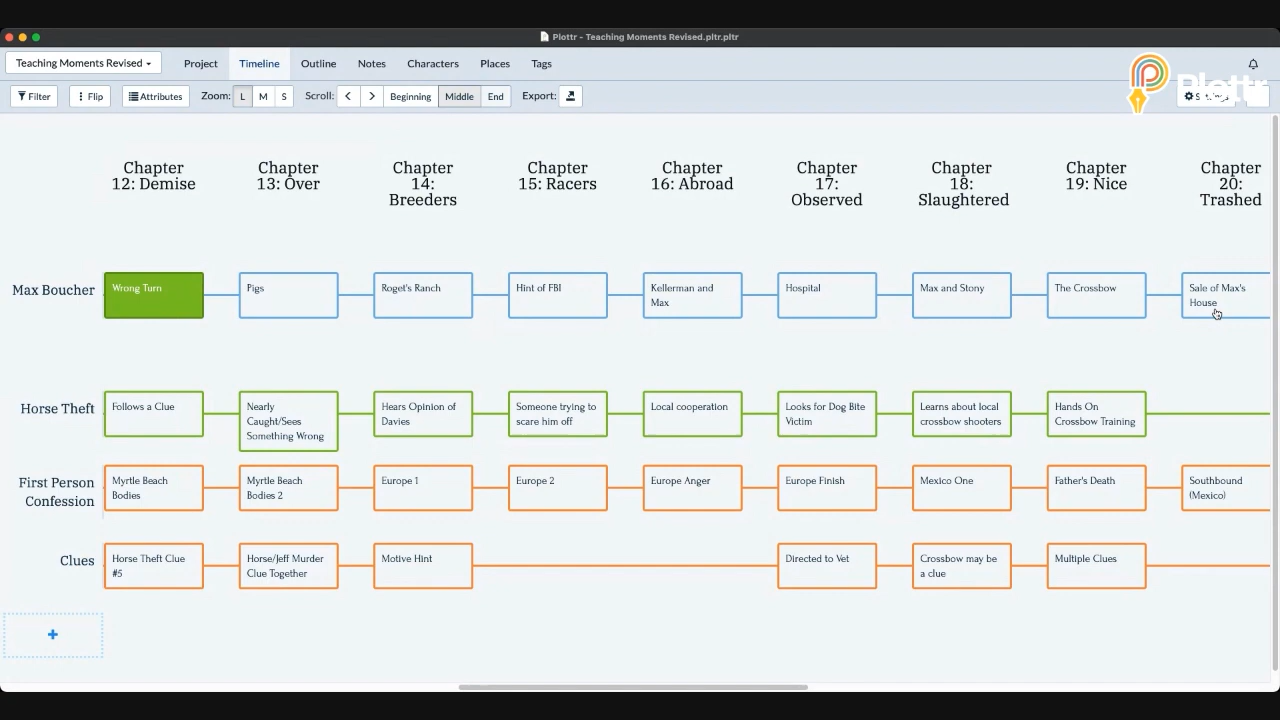 Plottr - Teaching Moments Revised.pltr.pltr
Teaching Moments Revised
Project
Timeline
Outline
Notes
Characters
Places
Tags
Plottr
Filter
Flip
Attributes
Zoom:
L
M
S
Scroll:
Beginning
Middle
End
Export:
Settings
Chapter
12: Demise
Chapter
13: Over
Chapter
14:
Breeders
Chapter
15: Racers
Chapter
16: Abroad
Chapter
17:
Observed
Chapter
18:
Slaughtered
Chapter
19: Nice
Chapter
20:
Trashed
Max Boucher
Wrong Turn
Pigs
Roget's Ranch
Hint of FBI
Kellerman and
Max
Hospital
Max and Stony
The Crossbow
Sale of Max's
House
Horse Theft
Follows a Clue
Nearly
Caught/Sees
Something Wrong
Hears Opinion of
Davies
Someone trying to
scare him off
Local cooperation
Looks for Dog Bite
Victim
Learns about local
crossbow shooters
Hands On
Crossbow Training
First Person
Confession
Myrtle Beach
Bodies
Myrtle Beach
Bodies 2
Europe 1
Europe 2
Europe Anger
Europe Finish
Mexico One
Father's Death
Southbound
(Mexico)
Clues
Horse Theft Clue
#5
Horse/Jeff Murder
Clue Together
Motive Hint
Directed to Vet
Crossbow may be
a clue
Multiple Clues
+